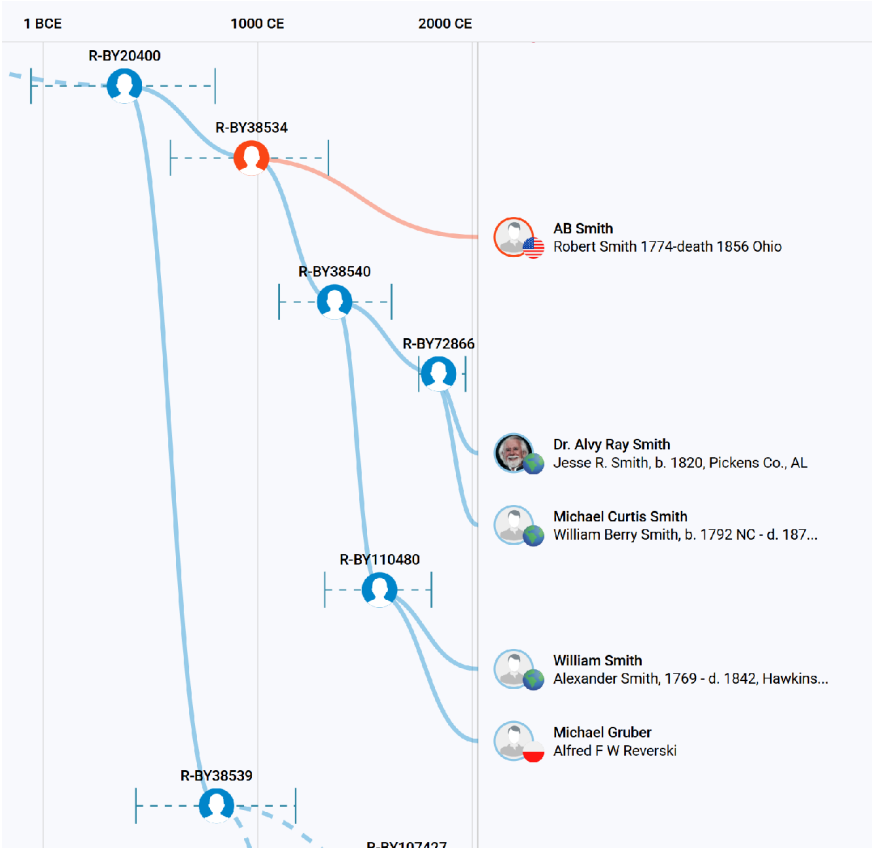 1 BCE 1000 CE 2000 CE
R-BY20400
R-BY38534
AB Smith
Robert Smith 1774-death 1856 Ohio
R-BY38540
R-BY72866
Dr. Alvy Ray Smith
Jesse R. Smith, b. 1820, Pickens Co., AL
Michael Curtis Smith
William Berry Smith, b. 1792 NC - d. 187...
R-BY110480
William Smith
Alexander Smith, 1769 - d. 1842, Hawkins...
Michael Gruber
Alfred F W Reverski
R-BY38539
R-BY107427